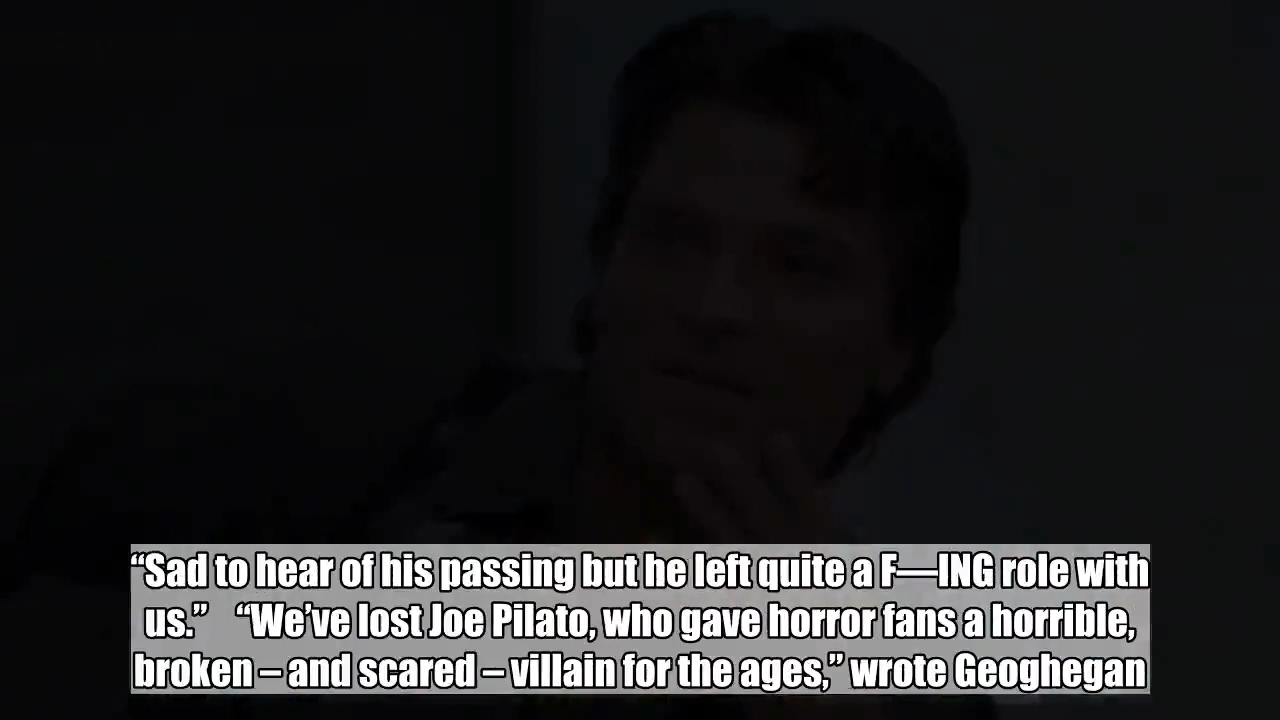 “Sad to hear of his passing but he left quite a F—ING role with
us.” “We’ve lost Joe Pilato, who gave horror fans a horrible,
broken – and scared – villain for the ages,” wrote Geoghegan